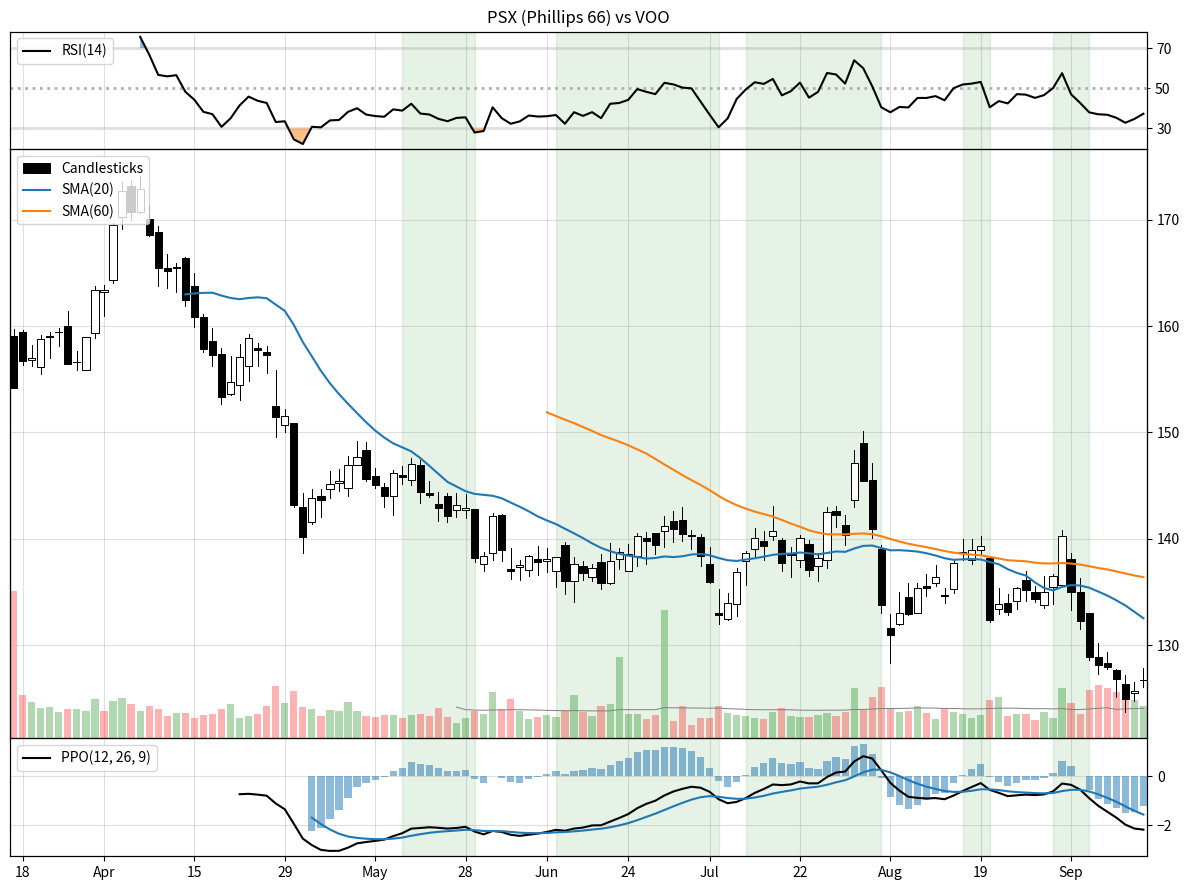 PSX (Phillips 66) vs VOO
RSI(14)
70
50
30
Candlesticks
SMA(20)
SMA(60)
170
160
150
140
130
PPO(12, 26, 9)
0
−2
18 Apr 15 29 May 28 Jun 24 Jul 22 Aug 19 Sep